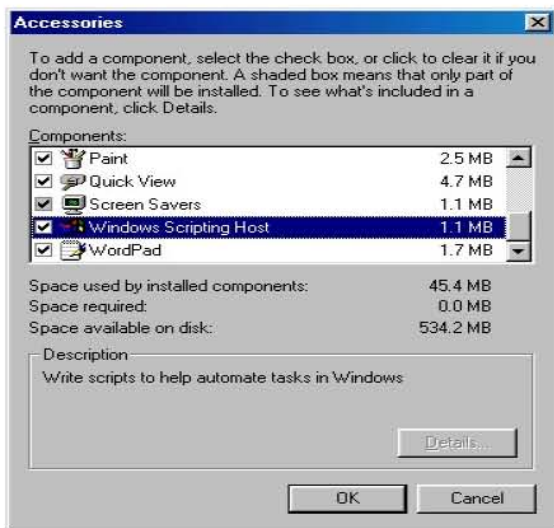 Accessories
To add a component, select the check box, or click to clear it if you
don't want the component. A shaded box means that only part of
the component will be installed. To see what's included in a
component, click Details.
Components:
Paint 2.5 MB
Quick View 4.7 MB
Screen Savers 1.1 MB
Windows Scripting Host 1.1 MB
WordPad 1.7 MB
Space used by installed components: 45.4 MB
Space required: 0.0 MB
Space available on disk: 534.2 MB
Description
Write scripts to help automate tasks in Windows
Details...
OK Cancel